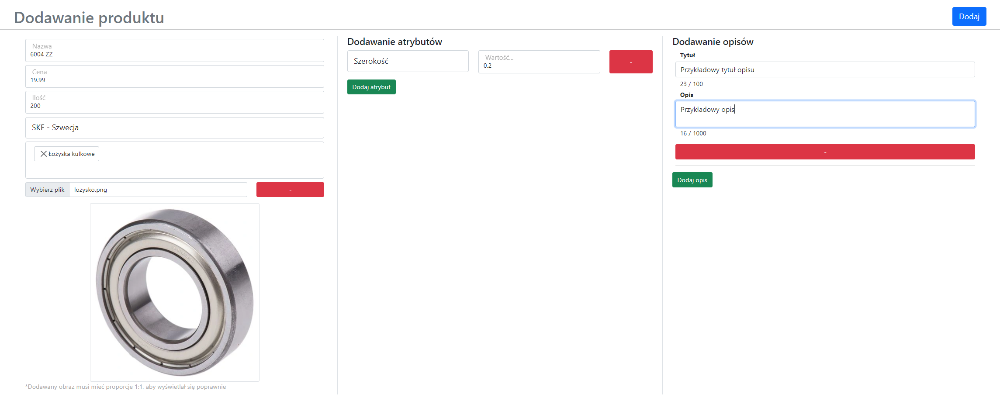 Dodawanie produktu
Dodaj
Nazwa
6004 ZZ
Cena
19.99
Ilość
200
SKF - Szwecja
Łożyska kulkowe
Wybierz plik lozysko.png
-
*Dodawany obraz musi mieć proporcje 1:1, aby wyświetlał się poprawnie
Dodawanie atrybutów
Szerokość
Wartość...
0.2
-
Dodaj atrybut
Dodawanie opisów
Tytuł
Przykładowy tytuł opisu
23 / 100
Opis
Przykładowy opis
16 / 1000
-
Dodaj opis